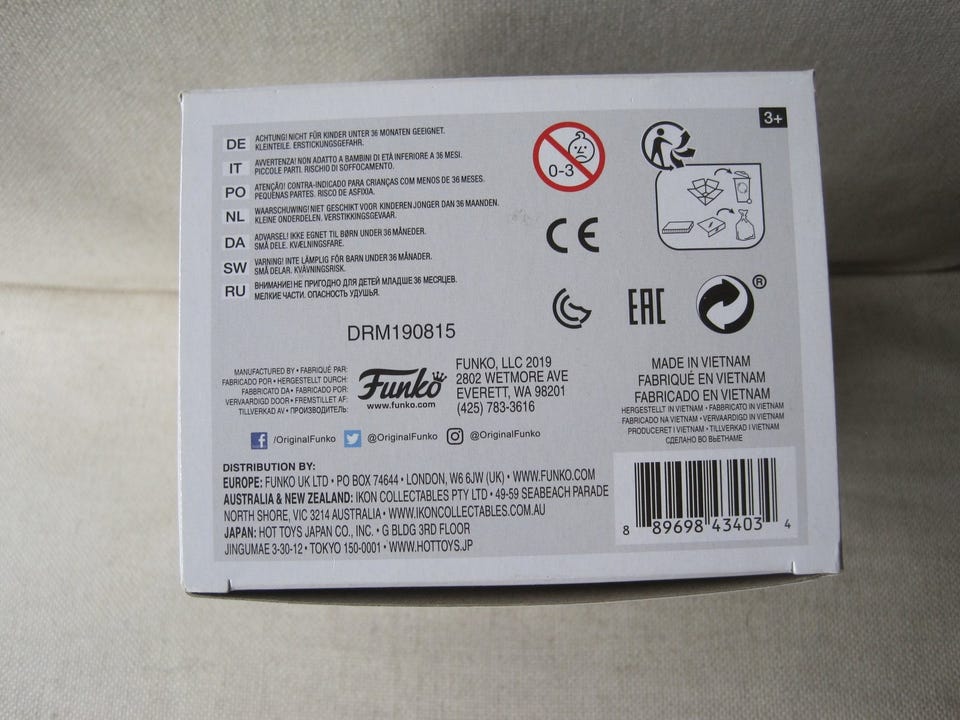 3+
DE ACHTUNG! NICHT FÜR KINDER UNTER 36 MONATEN GEEIGNET.
KLEINTEILE. ERSTICKUNGSGEFAHR.
IT AVVERTENZA! NON ADATTO A BAMBINI DI ETÀ INFERIORE A 36 MESI.
PICCOLE PARTI. RISCHIO DI SOFFOCAMENTO.
PO ATENÇÃO! CONTRA-INDICADO PARA CRIANÇAS COM MENOS DE 36 MESES.
PEQUENAS PARTES. RISCO DE ASFIXIA.
NL WAARSCHUWING! NIET GESCHIKT VOOR KINDEREN JONGER DAN 36 MAANDEN.
KLEINE ONDERDELEN. VERSTIKKINGSGEVAAR.
DA ADVARSEL! IKKE EGNET TIL BØRN UNDER 36 MÅNEDER.
SMÅ DELE. KVÆLNINGSFARE.
SW VARNING! INTE LÄMPLIG FÖR BARN UNDER 36 MÅNADER.
SMÅ DELAR. KVÄVNINGSRISK.
RU ВНИМАНИЕ! НЕ ПРИГОДНО ДЛЯ ДЕТЕЙ МЛАДШЕ 36 МЕСЯЦЕВ.
МЕЛКИЕ ЧАСТИ. ОПАСНОСТЬ УДУШЬЯ.
0-3
CE
EAC
®
DRM190815
MANUFACTURED BY • FABRIQUÉ PAR:
FABRICADO POR • HERGESTELLT DURCH:
FABBRICATO DA • FABRICADO POR:
VERVAARDIGD DOOR • FREMSTILLET AF:
TILLVERKAD AV • ПРОИЗВОДИТЕЛЬ:
Funko
www.funko.com
FUNKO, LLC 2019
2802 WETMORE AVE
EVERETT, WA 98201
(425) 783-3616
MADE IN VIETNAM
FABRIQUÉ EN VIETNAM
FABRICADO EN VIETNAM
HERGESTELLT IN VIETNAM • FABBRICATO IN VIETNAM
FABRICADO NA VIETNAM • VERVAARDIGD IN VIETNAM
PRODUCERET I VIETNAM • TILLVERKAD I VIETNAM
СДЕЛАНО ВО ВЬЕТНАМЕ
/OriginalFunko @OriginalFunko @OriginalFunko
DISTRIBUTION BY:
EUROPE: FUNKO UK LTD • PO BOX 74644 • LONDON, W6 6JW (UK) • WWW.FUNKO.COM
AUSTRALIA & NEW ZEALAND: IKON COLLECTABLES PTY LTD • 49-59 SEABEACH PARADE
NORTH SHORE, VIC 3214 AUSTRALIA • WWW.IKONCOLLECTABLES.COM.AU
JAPAN: HOT TOYS JAPAN CO., INC. • G BLDG 3RD FLOOR
JINGUMAE 3-30-12 • TOKYO 150-0001 • WWW.HOTTOYS.JP
8 89698 43403 4